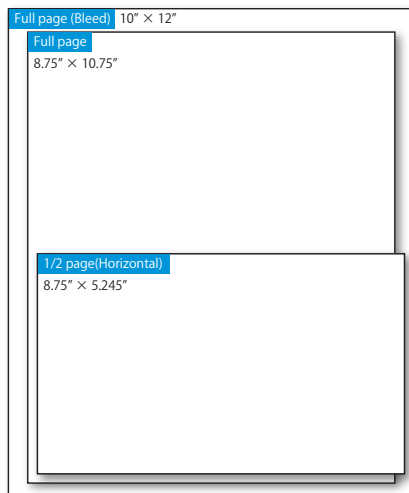 Full page (Bleed) 10” × 12”
Full page
8.75” × 10.75”
1/2 page(Horizontal)
8.75” × 5.245”